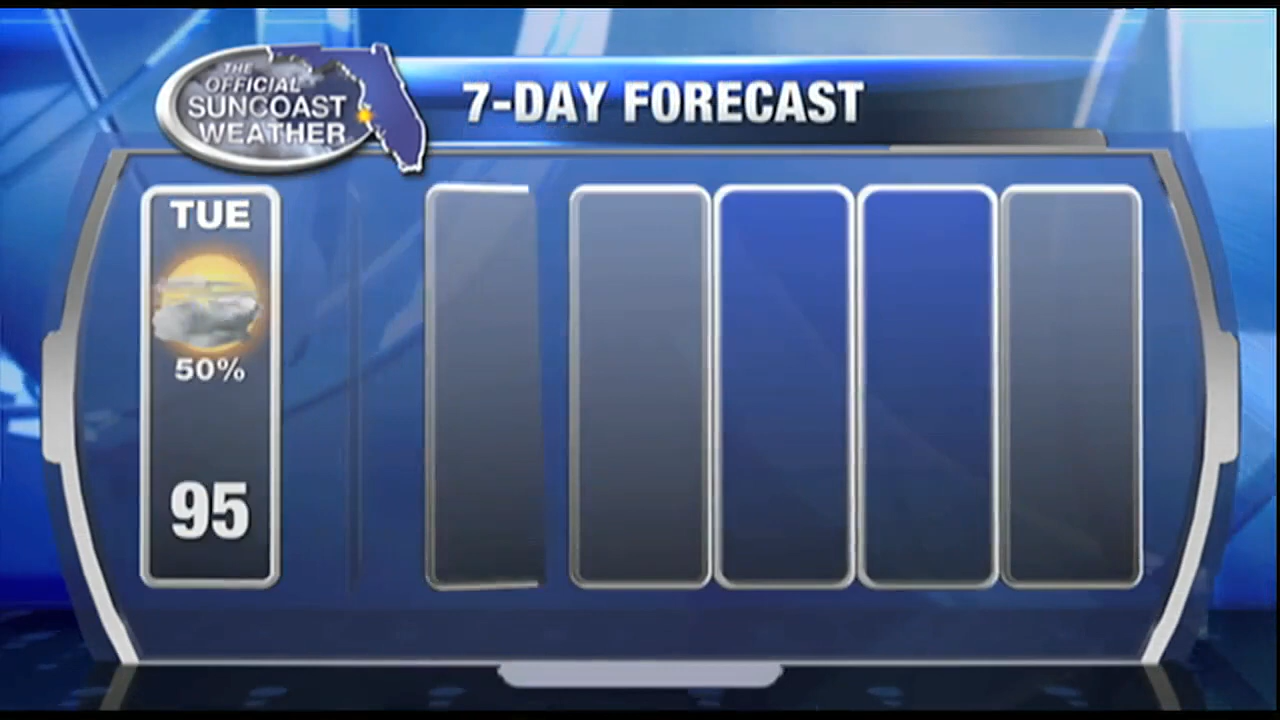 THE
OFFICIAL
SUNCOAST
WEATHER
7-DAY FORECAST
TUE
50%
95